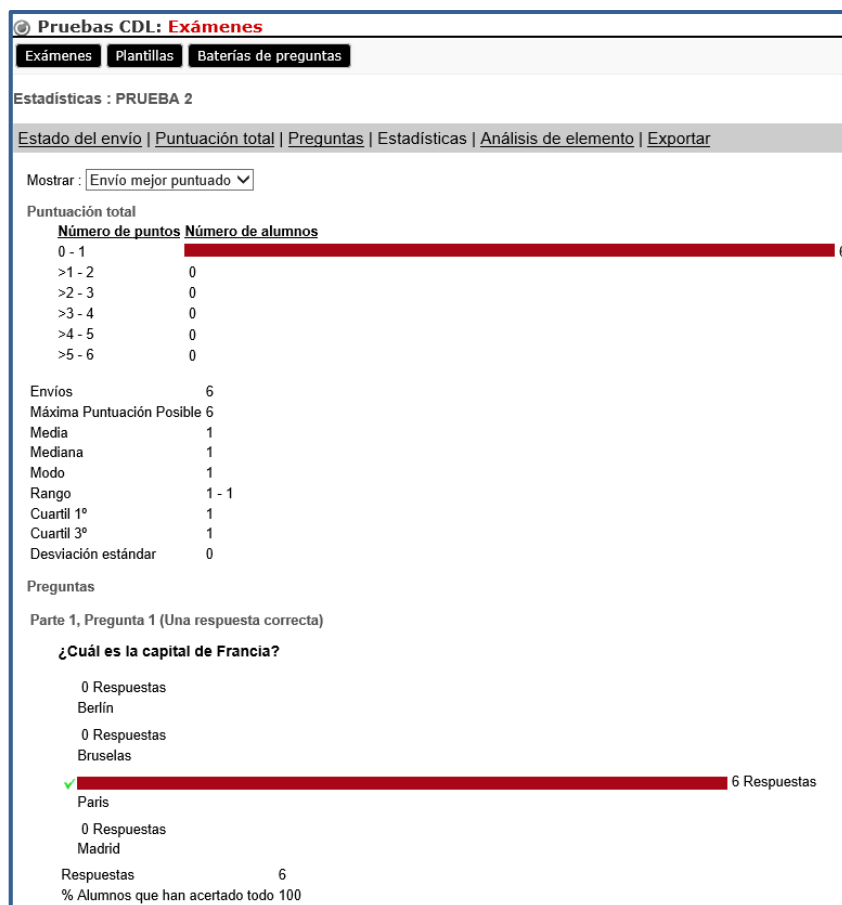 Pruebas CDL: Exámenes
Exámenes Plantillas Baterías de preguntas
Estadísticas : PRUEBA 2
Estado del envío | Puntuación total | Preguntas | Estadísticas | Análisis de elemento | Exportar
Mostrar : Envío mejor puntuado
Puntuación total
Número de puntos Número de alumnos
0 - 1 6
>1 - 2 0
>2 - 3 0
>3 - 4 0
>4 - 5 0
>5 - 6 0
Envíos 6
Máxima Puntuación Posible 6
Media 1
Mediana 1
Modo 1
Rango 1 - 1
Cuartil 1º 1
Cuartil 3º 1
Desviación estándar 0
Preguntas
Parte 1, Pregunta 1 (Una respuesta correcta)
¿Cuál es la capital de Francia?
0 Respuestas
Berlín
0 Respuestas
Bruselas
6 Respuestas
Paris
0 Respuestas
Madrid
Respuestas 6
% Alumnos que han acertado todo 100